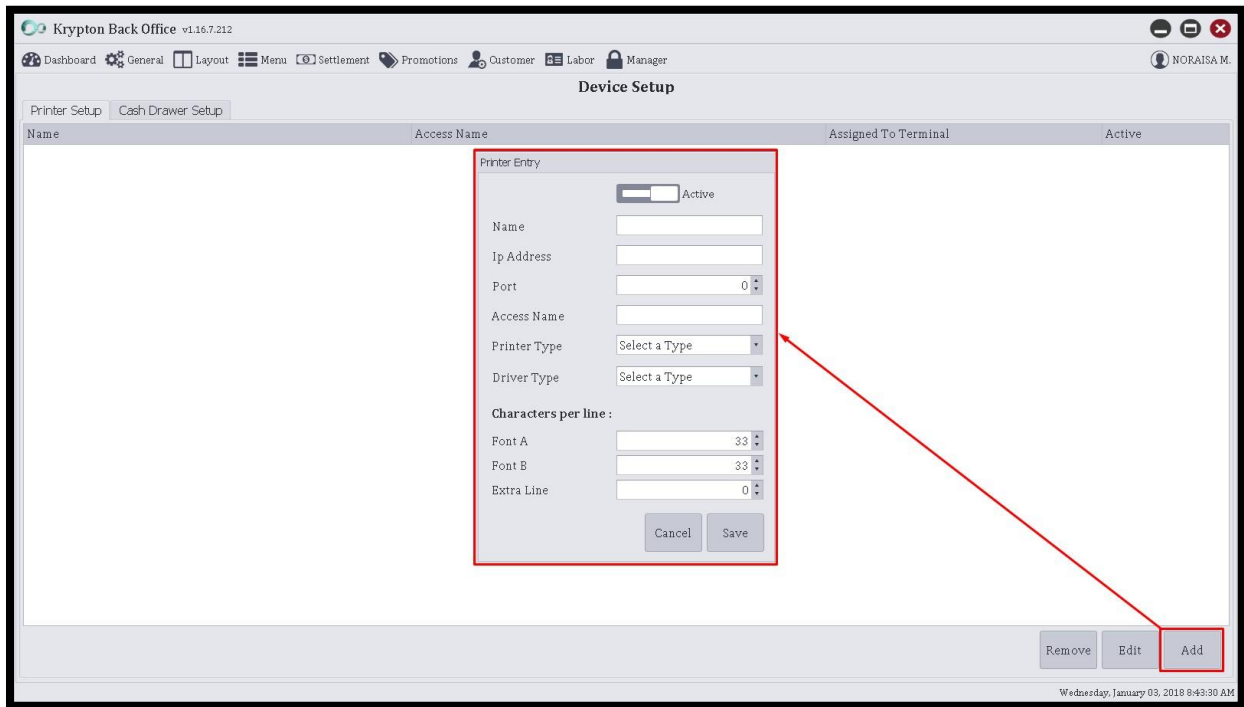 Krypton Back Office v1.16.7.212
Dashboard General Layout Menu Settlement Promotions Customer Labor Manager NORAISA M.
Device Setup
Printer Setup Cash Drawer Setup
Name Access Name Assigned To Terminal Active
Printer Entry
Active
Name
Ip Address
Port 0
Access Name
Printer Type Select a Type
Driver Type Select a Type
Characters per line :
Font A 33
Font B 33
Extra Line 0
Cancel Save
Remove Edit Add
Wednesday, January 03, 2018 8:43:30 AM